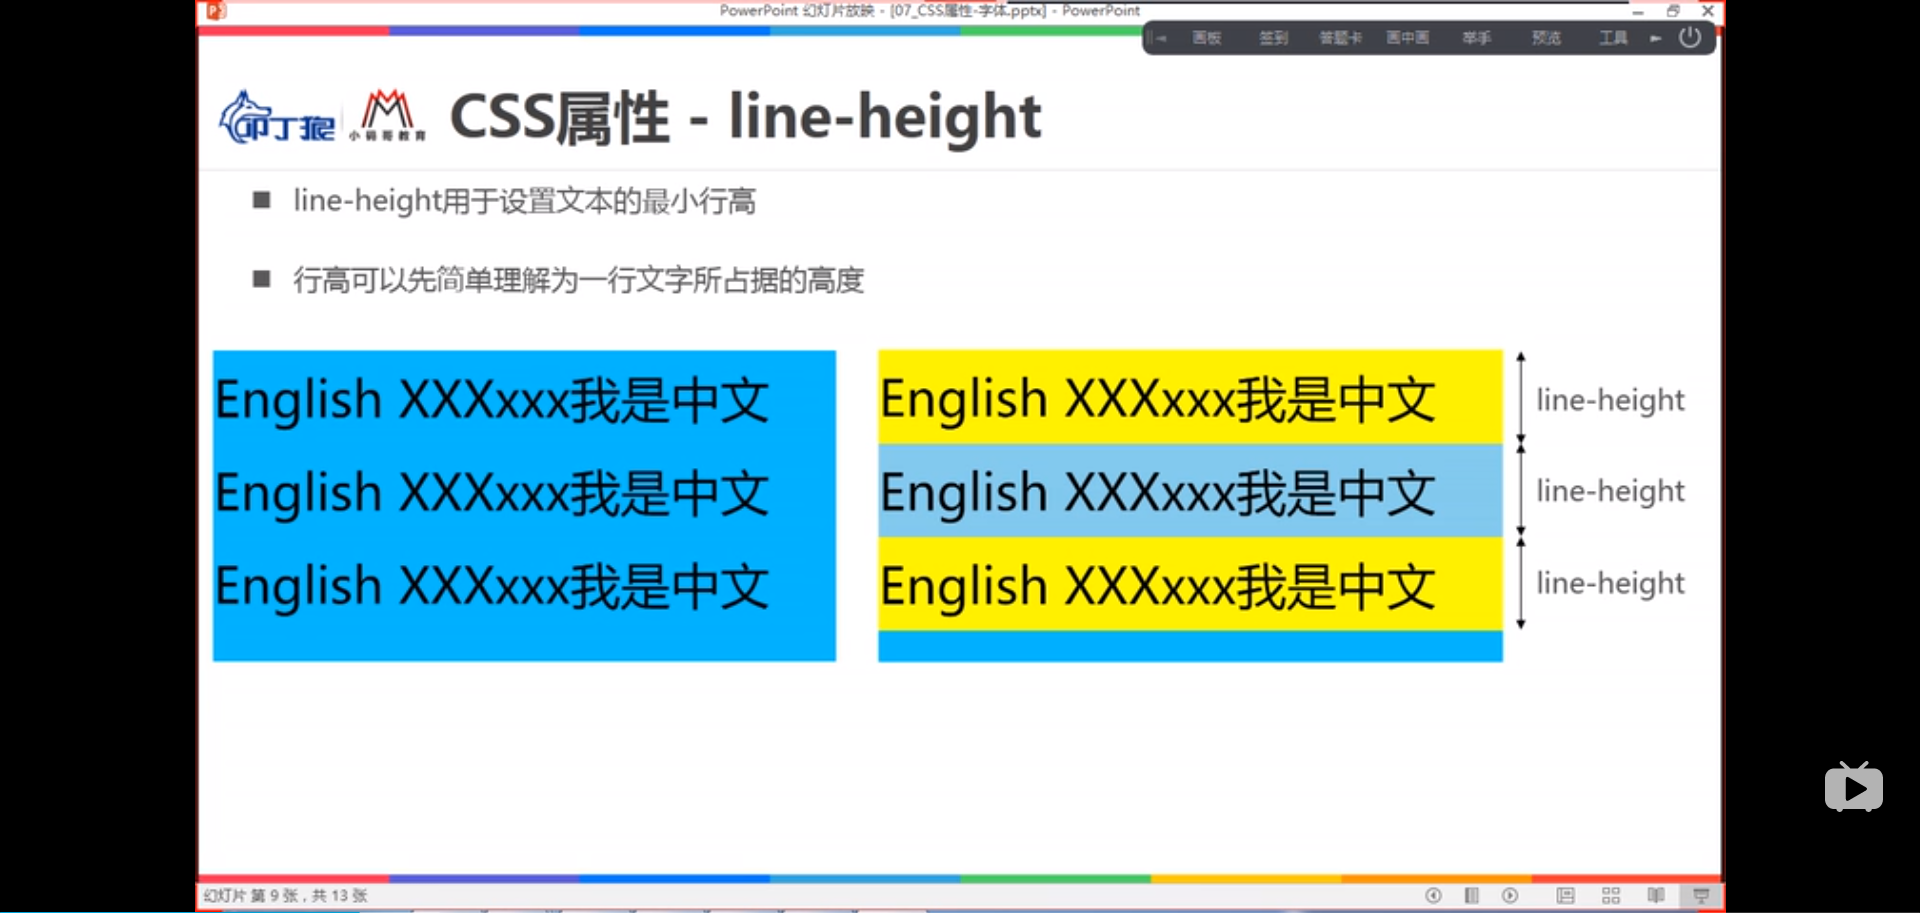 PowerPoint 幻灯片放映 - [07_CSS属性-字体.pptx] - PowerPoint
画板 签到 答题卡 画中画 举手 预览 工具
叩丁狼 小码哥教育 CSS属性 - line-height
line-height用于设置文本的最小行高
行高可以先简单理解为一行文字所占据的高度
English XXXxxx我是中文
English XXXxxx我是中文
English XXXxxx我是中文
English XXXxxx我是中文 line-height
English XXXxxx我是中文 line-height
English XXXxxx我是中文 line-height
幻灯片 第 9 张，共 13 张